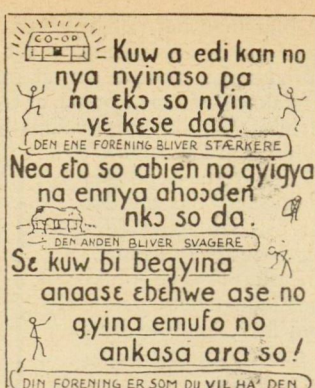 CO-OP
Kuw a edi kan no
nya nyinaso pa
na ɛkɔ so nyin
yɛ kɛse daa.
DEN ENE FORENING BLIVER STÆRKERE
Nea ɛto so abien no gyigya
na ennya ahoɔden
nkɔ so da.
DEN ANDEN BLIVER SVAGERE
Sɛ kuw bi begyina
anaasɛ ɛbɛhwe ase no
gyina emufo no
ankasa ara so!
DIN FORENING ER SOM DU VIL HA' DEN